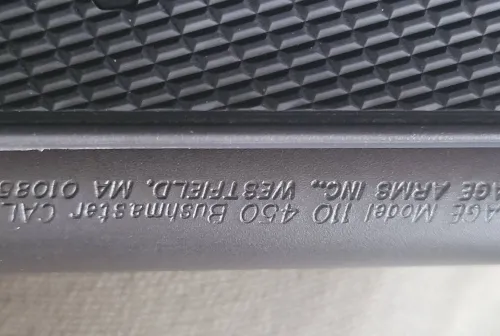 AGE Model 110 450 Bushmaster CAL
AGE ARMS INC., WESTFIELD, MA 01085